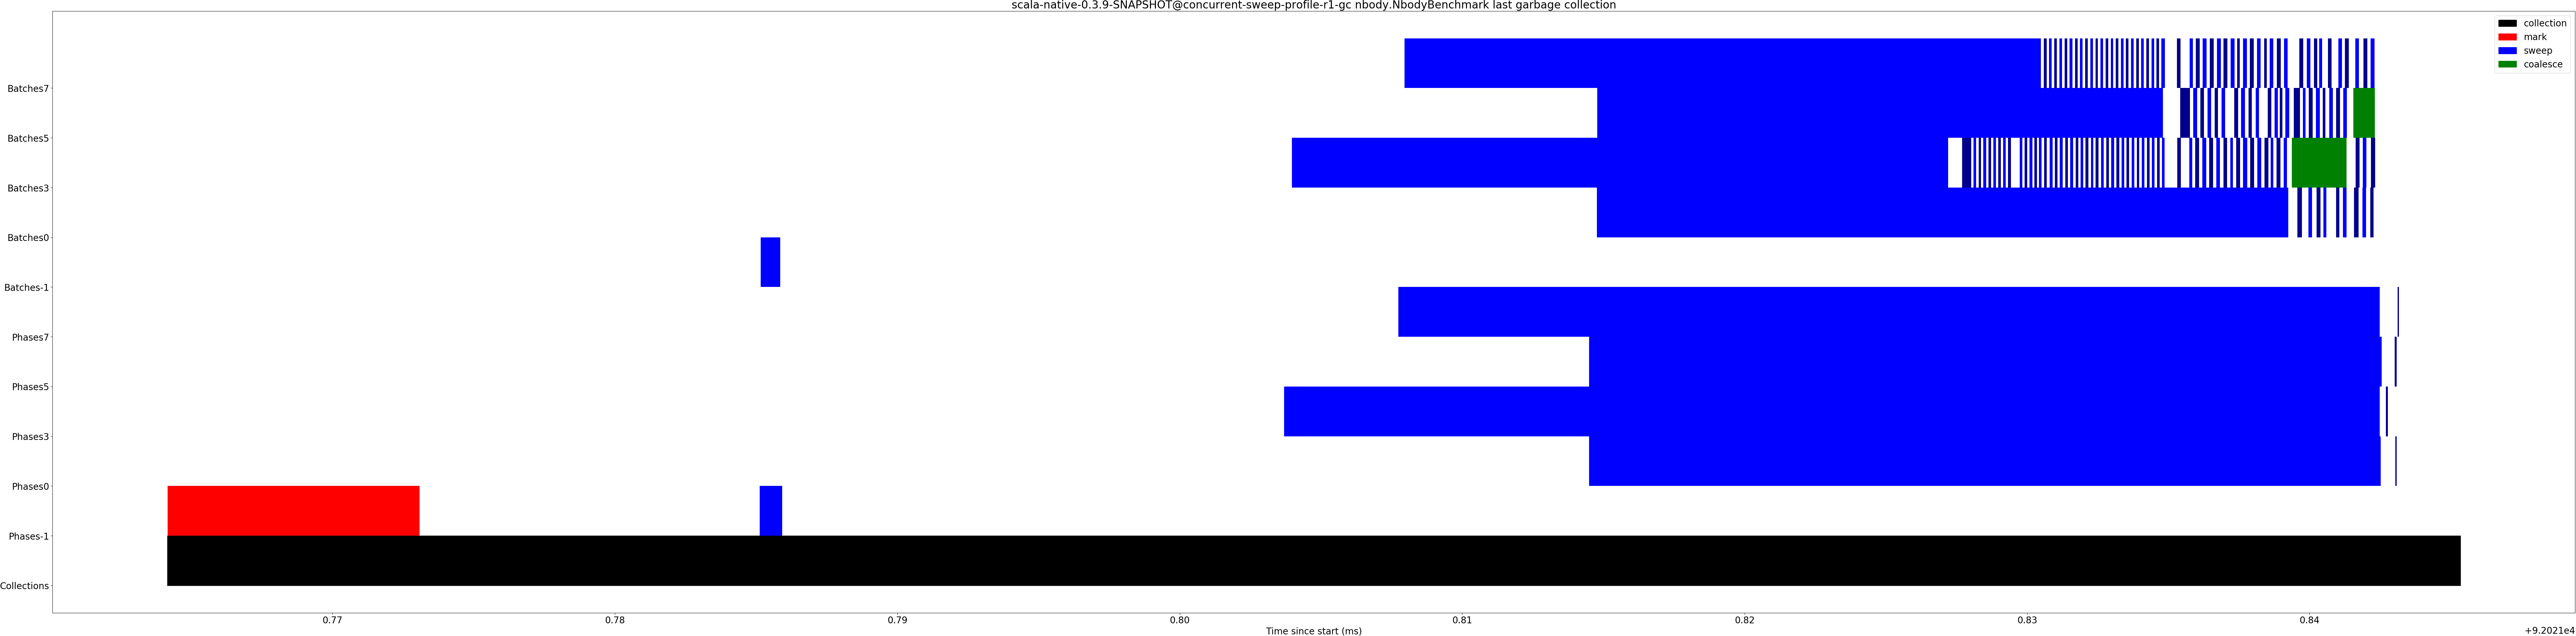 scala-native-0.3.9-SNAPSHOT@concurrent-sweep-profile-r1-gc nbody.NbodyBenchmark last garbage collection
collection
mark
sweep
coalesce
Batches7
Batches5
Batches3
Batches0
Batches-1
Phases7
Phases5
Phases3
Phases0
Phases-1
Collections
0.77 0.78 0.79 0.80 0.81 0.82 0.83 0.84
Time since start (ms)
+9.2021e4